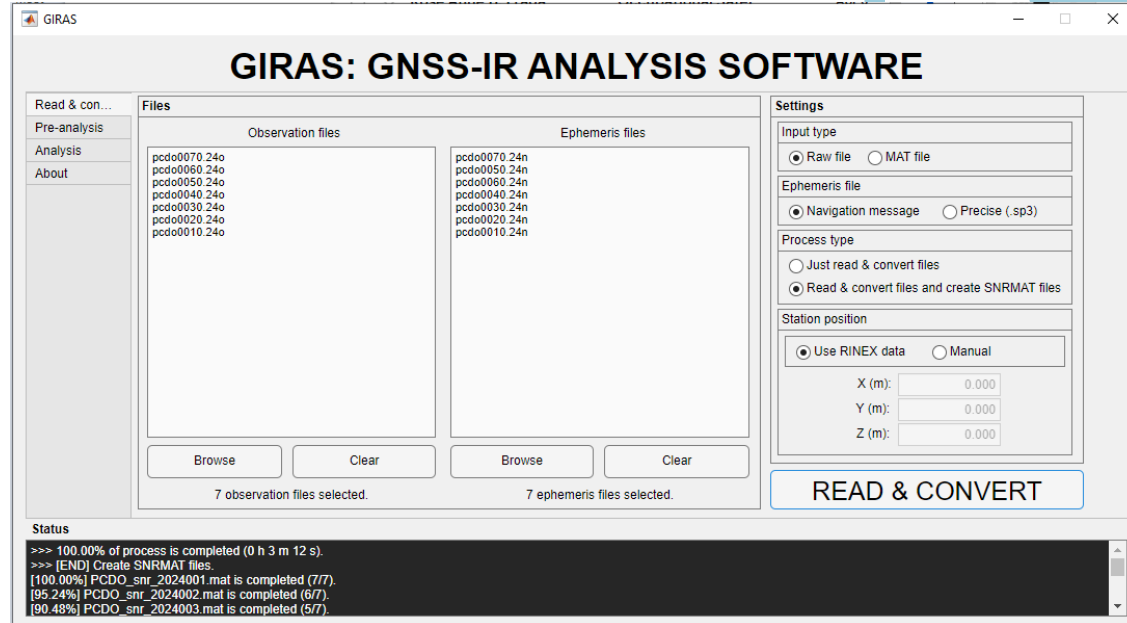 GIRAS
GIRAS: GNSS-IR ANALYSIS SOFTWARE
Read & con...
Pre-analysis
Analysis
About
Files
Observation files
pcdo0070.24o
pcdo0060.24o
pcdo0050.24o
pcdo0040.24o
pcdo0030.24o
pcdo0020.24o
pcdo0010.24o
Browse
Clear
7 observation files selected.
Ephemeris files
pcdo0070.24n
pcdo0050.24n
pcdo0060.24n
pcdo0040.24n
pcdo0030.24n
pcdo0020.24n
pcdo0010.24n
Browse
Clear
7 ephemeris files selected.
Settings
Input type
Raw file
MAT file
Ephemeris file
Navigation message
Precise (.sp3)
Process type
Just read & convert files
Read & convert files and create SNRMAT files
Station position
Use RINEX data
Manual
X (m): 0.000
Y (m): 0.000
Z (m): 0.000
READ & CONVERT
Status
>>> 100.00% of process is completed (0 h 3 m 12 s).
>>> [END] Create SNRMAT files.
[100.00%] PCDO_snr_2024001.mat is completed (7/7).
[95.24%] PCDO_snr_2024002.mat is completed (6/7).
[90.48%] PCDO_snr_2024003.mat is completed (5/7).